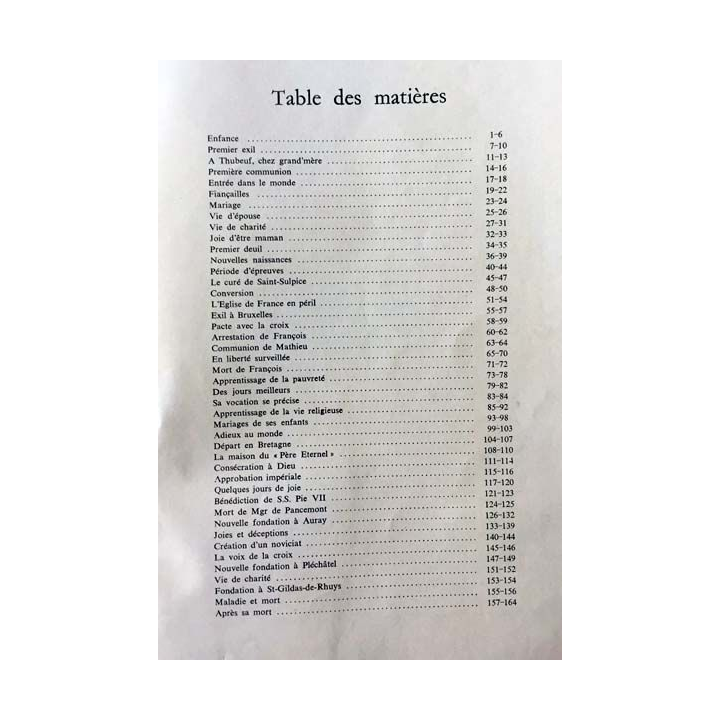 Table des matières
Enfance ........ 1-6
Premier exil ........ 7-10
A Thubeuf, chez grand'mère ........ 11-13
Première communion ........ 14-16
Entrée dans le monde ........ 17-18
Fiançailles ........ 19-22
Mariage ........ 23-24
Vie d'épouse ........ 25-26
Vie de charité ........ 27-31
Joie d'être maman ........ 32-33
Premier deuil ........ 34-35
Nouvelles naissances ........ 36-39
Période d'épreuves ........ 40-44
Le curé de Saint-Sulpice ........ 45-47
Conversion ........ 48-50
L'Eglise de France en péril ........ 51-54
Exil à Bruxelles ........ 55-57
Pacte avec la croix ........ 58-59
Arrestation de François ........ 60-62
Communion de Mathieu ........ 63-64
En liberté surveillée ........ 65-70
Mort de François ........ 71-72
Apprentissage de la pauvreté ........ 73-78
Des jours meilleurs ........ 79-82
Sa vocation se précise ........ 83-84
Apprentissage de la vie religieuse ........ 85-92
Mariages de ses enfants ........ 93-98
Adieux au monde ........ 99-103
Départ en Bretagne ........ 104-107
La maison du « Père Eternel » ........ 108-110
Consécration à Dieu ........ 111-114
Approbation impériale ........ 115-116
Quelques jours de joie ........ 117-120
Bénédiction de S.S. Pie VII ........ 121-123
Mort de Mgr de Pancemont ........ 124-125
Nouvelle fondation à Auray ........ 126-132
Joies et déceptions ........ 133-139
Création d'un noviciat ........ 140-144
La voix de la croix ........ 145-146
Nouvelle fondation à Pléchâtel ........ 147-149
Vie de charité ........ 151-152
Fondation à St-Gildas-de-Rhuys ........ 153-154
Maladie et mort ........ 155-156
Après sa mort ........ 157-164